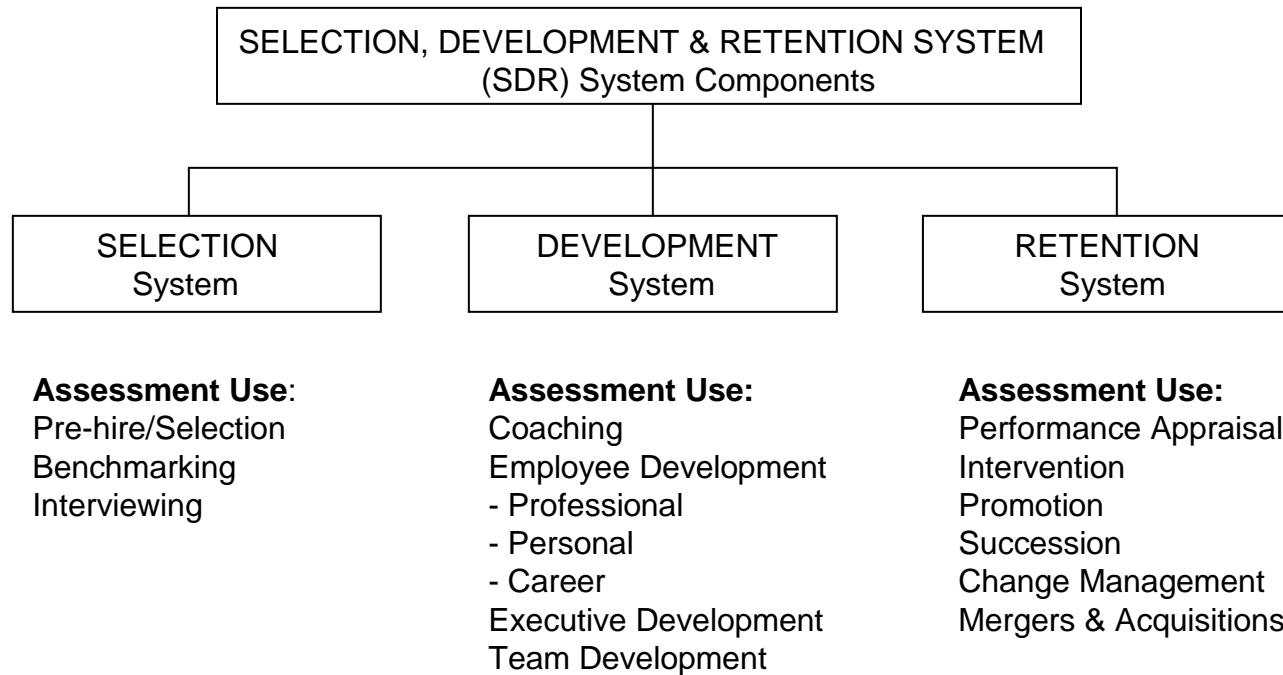 SELECTION, DEVELOPMENT & RETENTION SYSTEM
(SDR) System Components
SELECTION
System
DEVELOPMENT
System
RETENTION
System
Assessment Use:
Pre-hire/Selection
Benchmarking
Interviewing
Assessment Use:
Coaching
Employee Development
- Professional
- Personal
- Career
Executive Development
Team Development
Assessment Use:
Performance Appraisal
Intervention
Promotion
Succession
Change Management
Mergers & Acquisitions